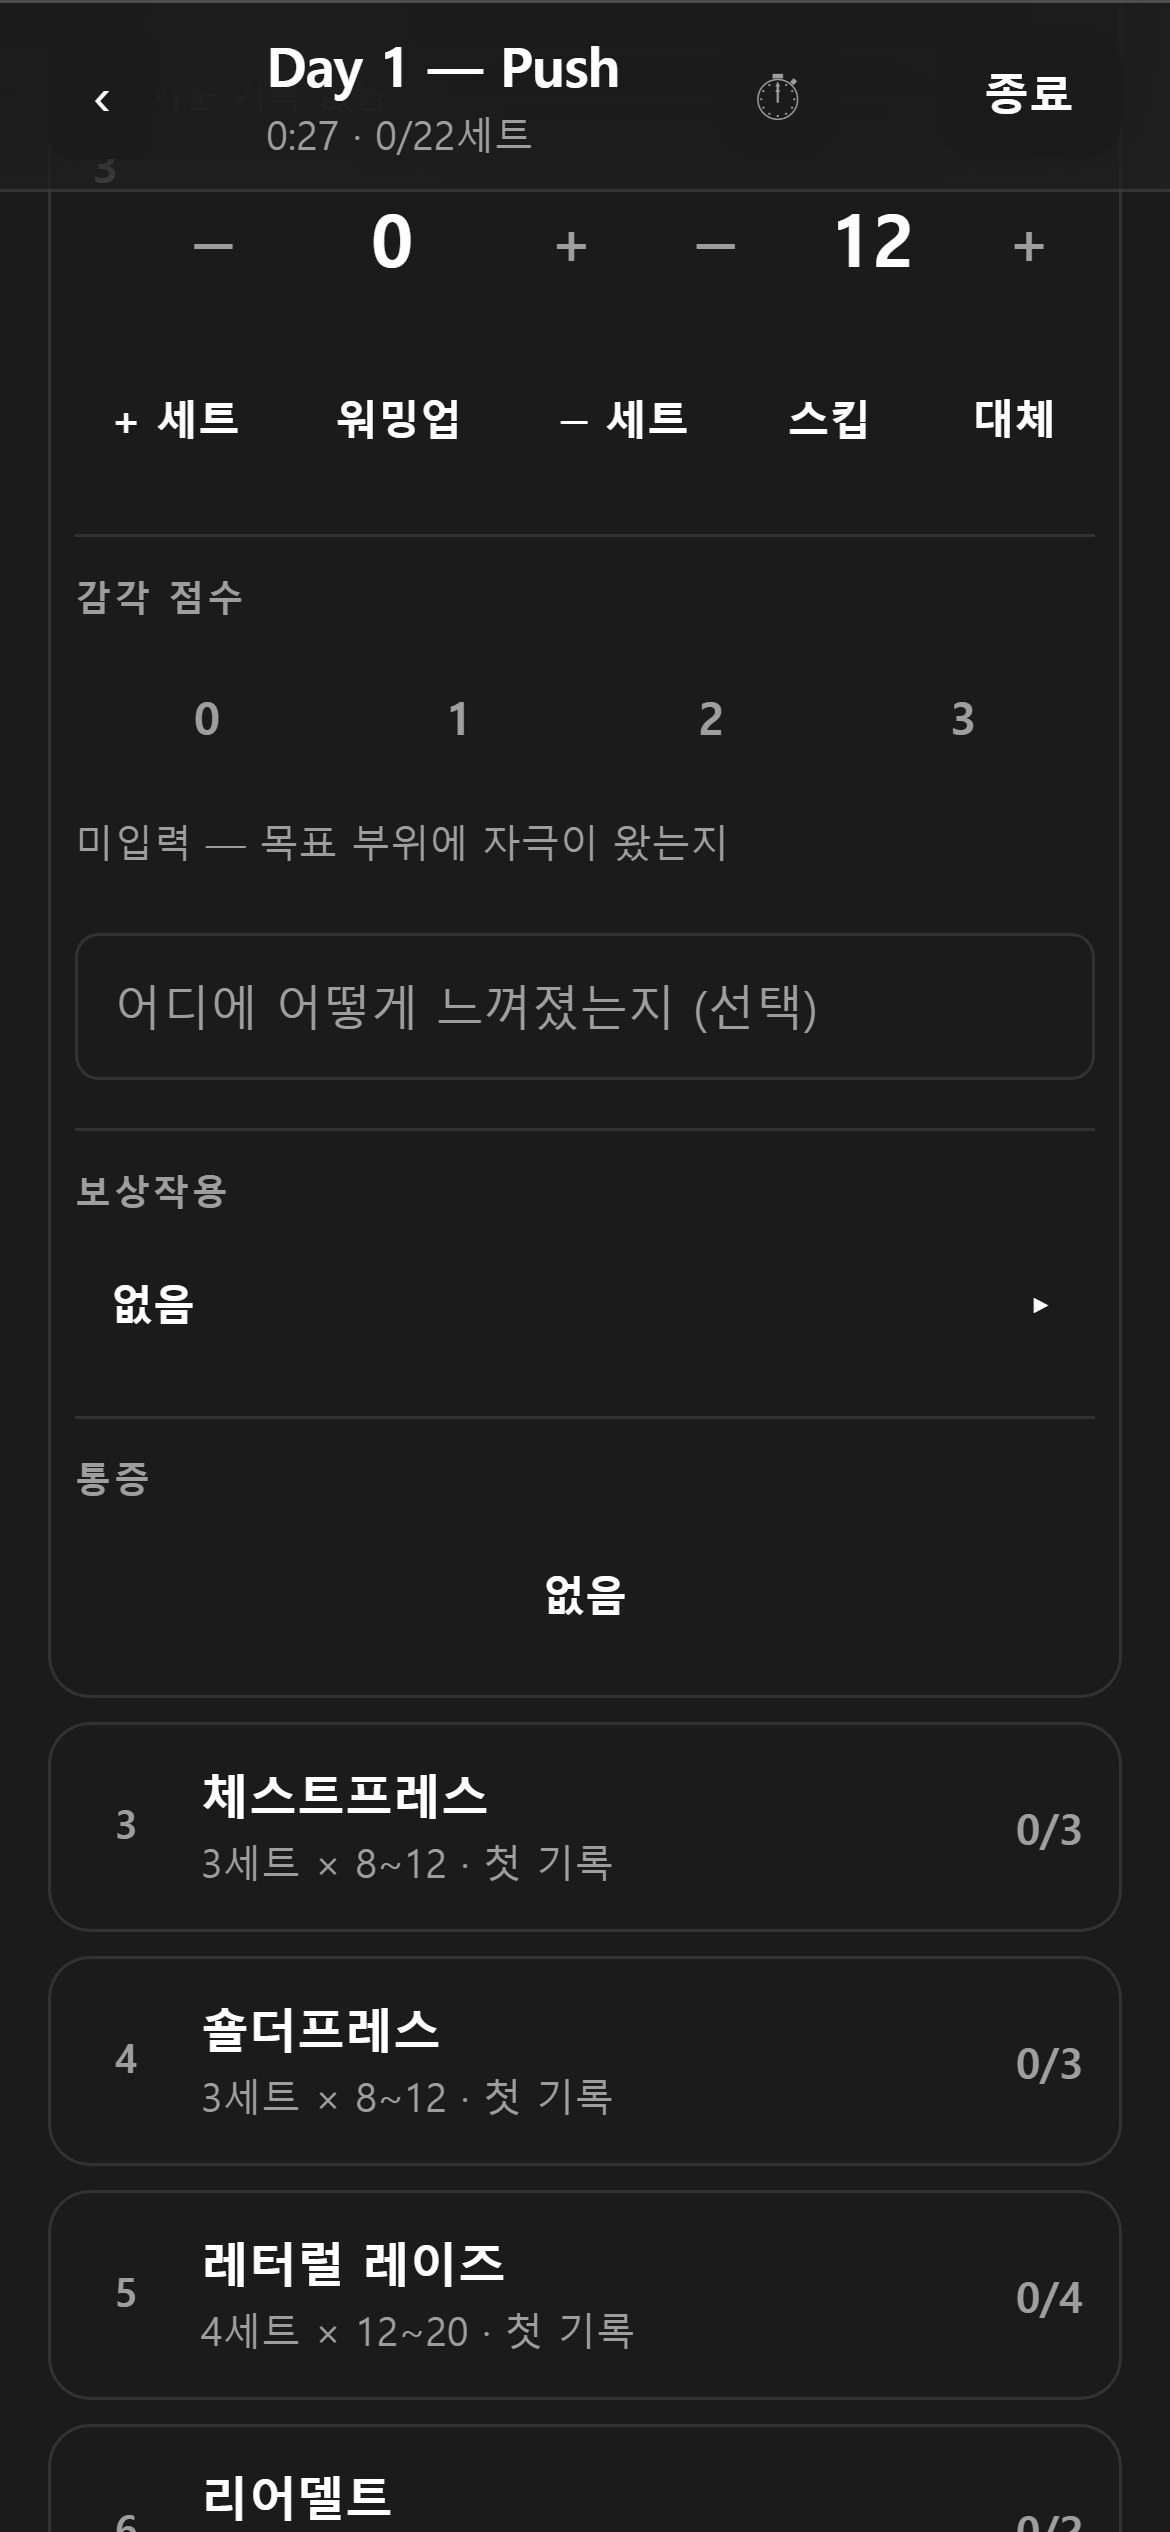 ‹ Day 1 — Push ⏱ 종료
0:27 · 0/22세트
3
— 0 + — 12 +
+ 세트 워밍업 — 세트 스킵 대체
감각 점수
0 1 2 3
미입력 — 목표 부위에 자극이 왔는지
어디에 어떻게 느껴졌는지 (선택)
보상작용
없음 ▸
통증
없음
3 체스트프레스 0/3
3세트 × 8~12 · 첫 기록
4 숄더프레스 0/3
3세트 × 8~12 · 첫 기록
5 레터럴 레이즈 0/4
4세트 × 12~20 · 첫 기록
6 리어델트